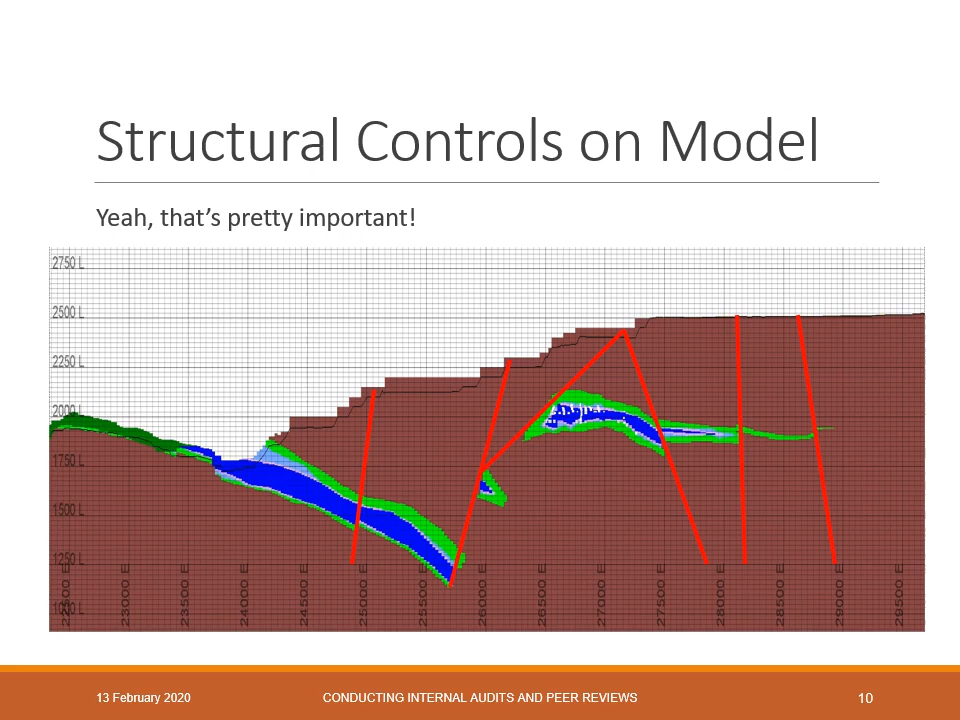 Structural Controls on Model
Yeah, that’s pretty important!
2750 L
2500 L
2250 L
2000 L
1750 L
1500 L
1250 L
1000 L
22500 E
23000 E
23500 E
24000 E
24500 E
25000 E
25500 E
26000 E
26500 E
27000 E
27500 E
28000 E
28500 E
29000 E
29500 E
13 February 2020
CONDUCTING INTERNAL AUDITS AND PEER REVIEWS
10